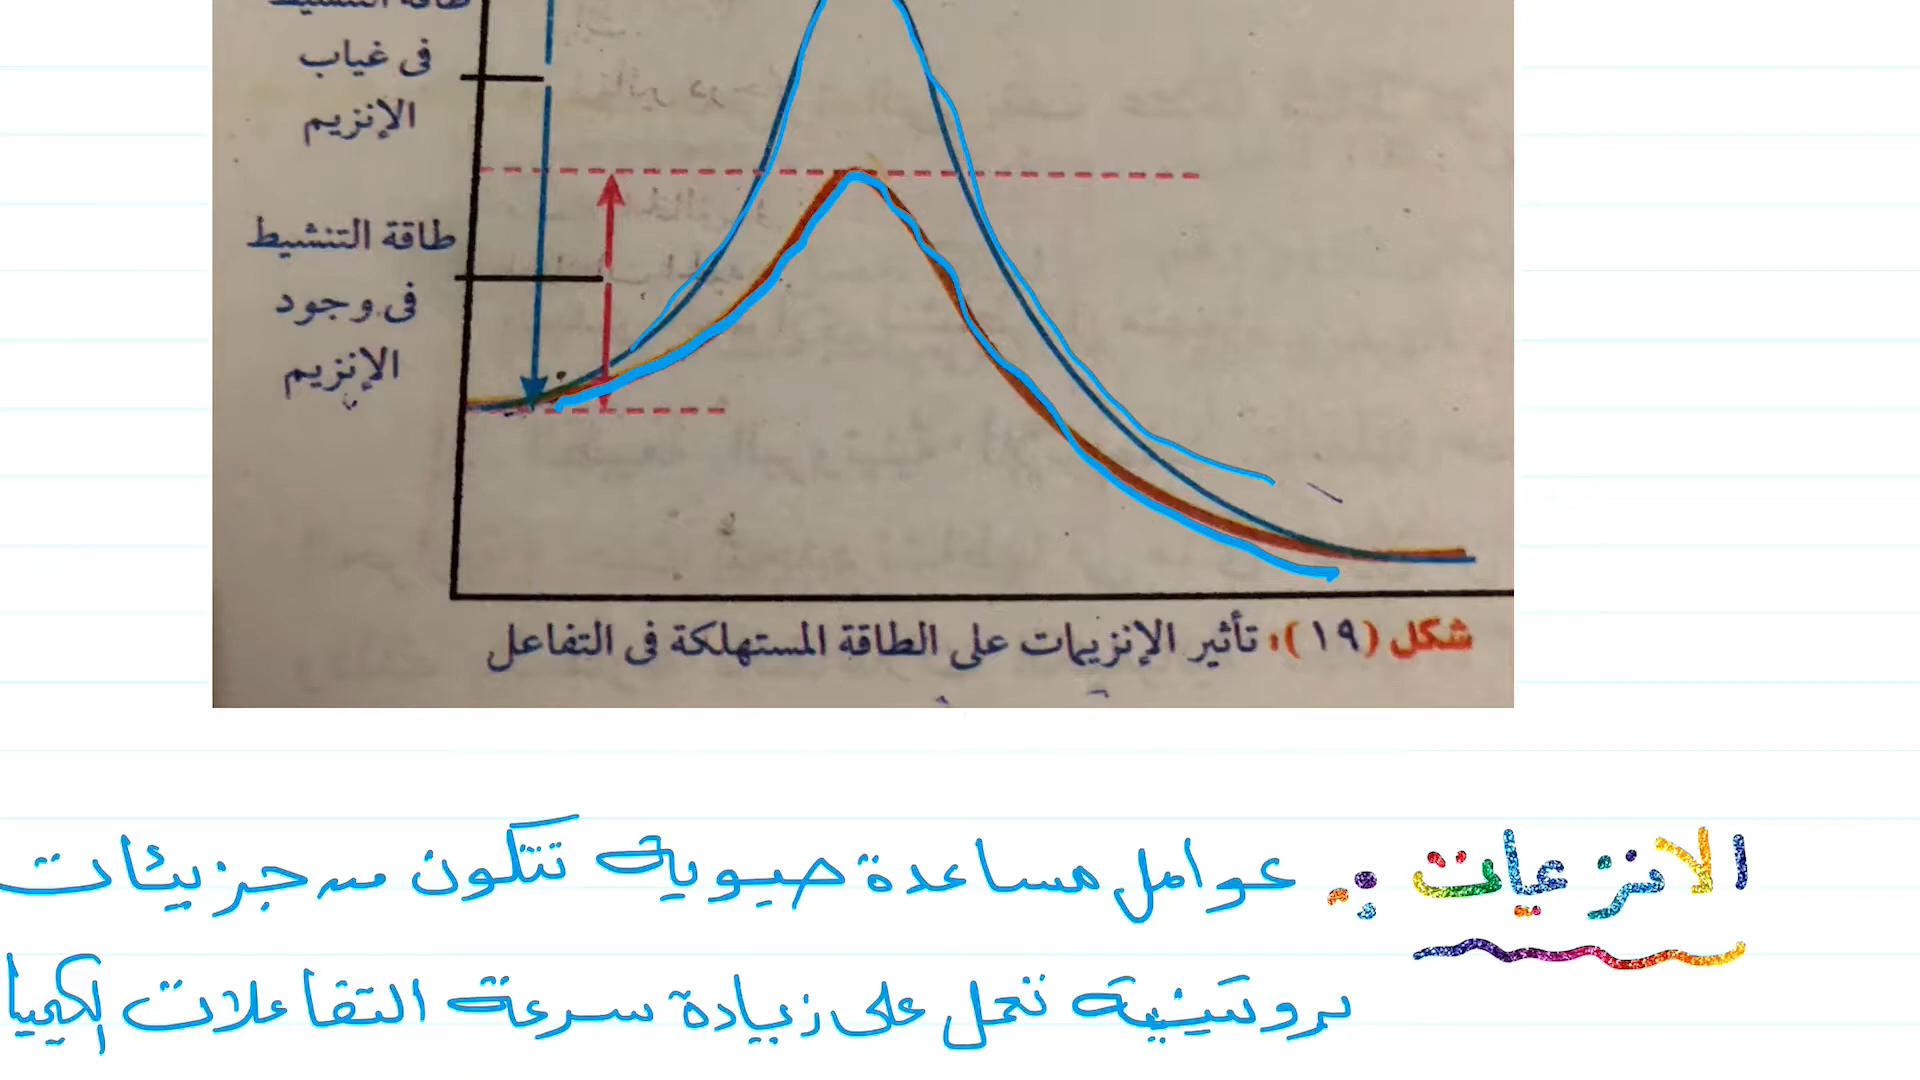 طاقة التنشيط
فى غياب
الإنزيم
طاقة التنشيط
فى وجود
الإنزيم
شكل (١٩): تأثير الإنزيمات على الطاقة المستهلكة فى التفاعل
الانزيمات : عوامل مساعدة حيوية تتكون من جزيئات
بروتينية تعمل على زيادة سرعة التفاعلات